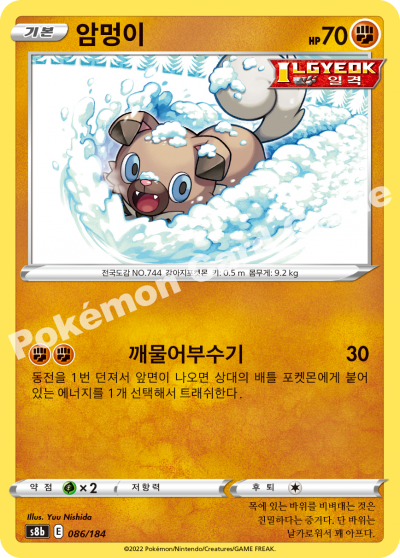 기본 암멍이 HP 70
ILGYEOK
일격
전국도감 NO.744 강아지포켓몬 키: 0.5 m 몸무게: 9.2 kg
깨물어부수기 30
동전을 1번 던져서 앞면이 나오면 상대의 배틀 포켓몬에게 붙어
있는 에너지를 1개 선택해서 트래쉬한다.
약점 ×2 저항력 후퇴
Illus. Yuu Nishida
s8b E 086/184
목에 있는 바위를 비벼대는 것은
친밀하다는 증거다. 단 바위는
날카로워서 꽤 아프다.
©2022 Pokémon/Nintendo/Creatures/GAME FREAK.